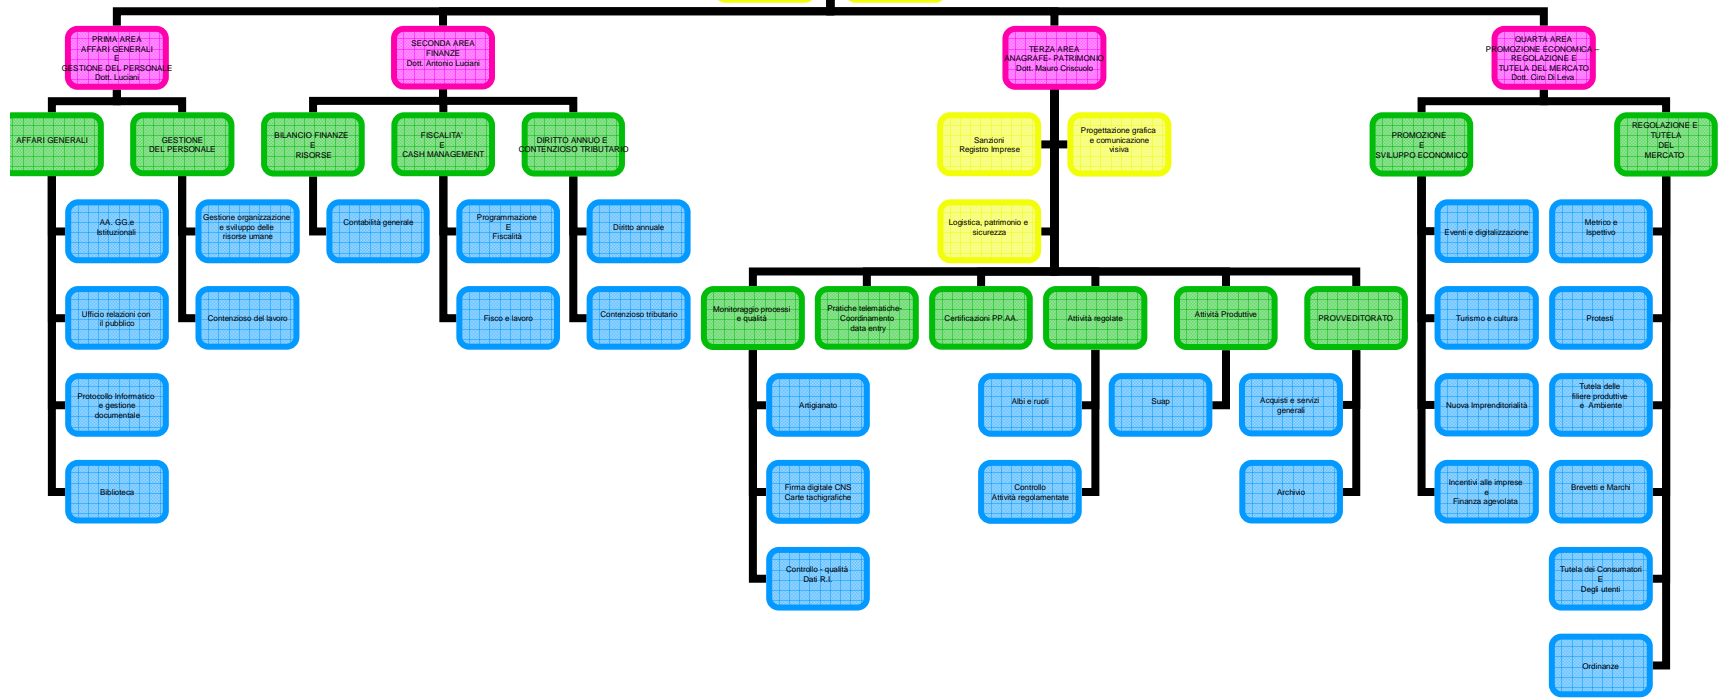 PRIMA AREA
AFFARI GENERALI
E
GESTIONE DEL PERSONALE
Dott. Luciani
SECONDA AREA
FINANZE
Dott. Antonio Luciani
TERZA AREA
ANAGRAFE- PATRIMONIO
Dott. Mauro Criscuolo
QUARTA AREA
PROMOZIONE ECONOMICA –
REGOLAZIONE E
TUTELA DEL MERCATO
Dott. Ciro Di Leva
AFFARI GENERALI
GESTIONE
DEL PERSONALE
BILANCIO FINANZE
E
RISORSE
FISCALITA'
E
CASH MANAGEMENT
DIRITTO ANNUO E
CONTENZIOSO TRIBUTARIO
Sanzioni
Registro Imprese
Progettazione grafica
e comunicazione
visiva
PROMOZIONE
E
SVILUPPO ECONOMICO
REGOLAZIONE E
TUTELA
DEL
MERCATO
AA. GG.e
Istituzionali
Gestione organizzazione
e sviluppo delle
risorse umane
Contabilità generale
Programmazione
E
Fiscalità
Diritto annuale
Logistica, patrimonio e
sicurezza
Eventi e digitalizzazione
Metrico e
Ispettivo
Ufficio relazioni con
il pubblico
Contenzioso del lavoro
Fisco e lavoro
Contenzioso tributario
Monitoraggio processi
e qualità
Pratiche telematiche-
Coordinamento
data entry
Certificazioni PP.AA.
Attività regolate
Attività Produttive
PROVVEDITORATO
Turismo e cultura
Protesti
Protocollo Informatico
e gestione
documentale
Artigianato
Albi e ruoli
Suap
Acquisti e servizi
generali
Nuova Imprenditorialità
Tutela delle
filiere produttive
e Ambiente
Biblioteca
Firma digitale CNS
Carte tachigrafiche
Controllo
Attività regolamentate
Archivio
Incentivi alle imprese
e
Finanza agevolata
Brevetti e Marchi
Controllo - qualità
Dati R.I.
Tutela dei Consumatori
E
Degli utenti
Ordinanze